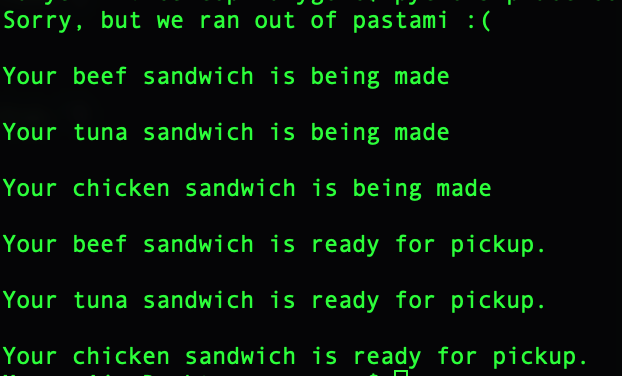 Sorry, but we ran out of pastami :(
Your beef sandwich is being made
Your tuna sandwich is being made
Your chicken sandwich is being made
Your beef sandwich is ready for pickup.
Your tuna sandwich is ready for pickup.
Your chicken sandwich is ready for pickup.